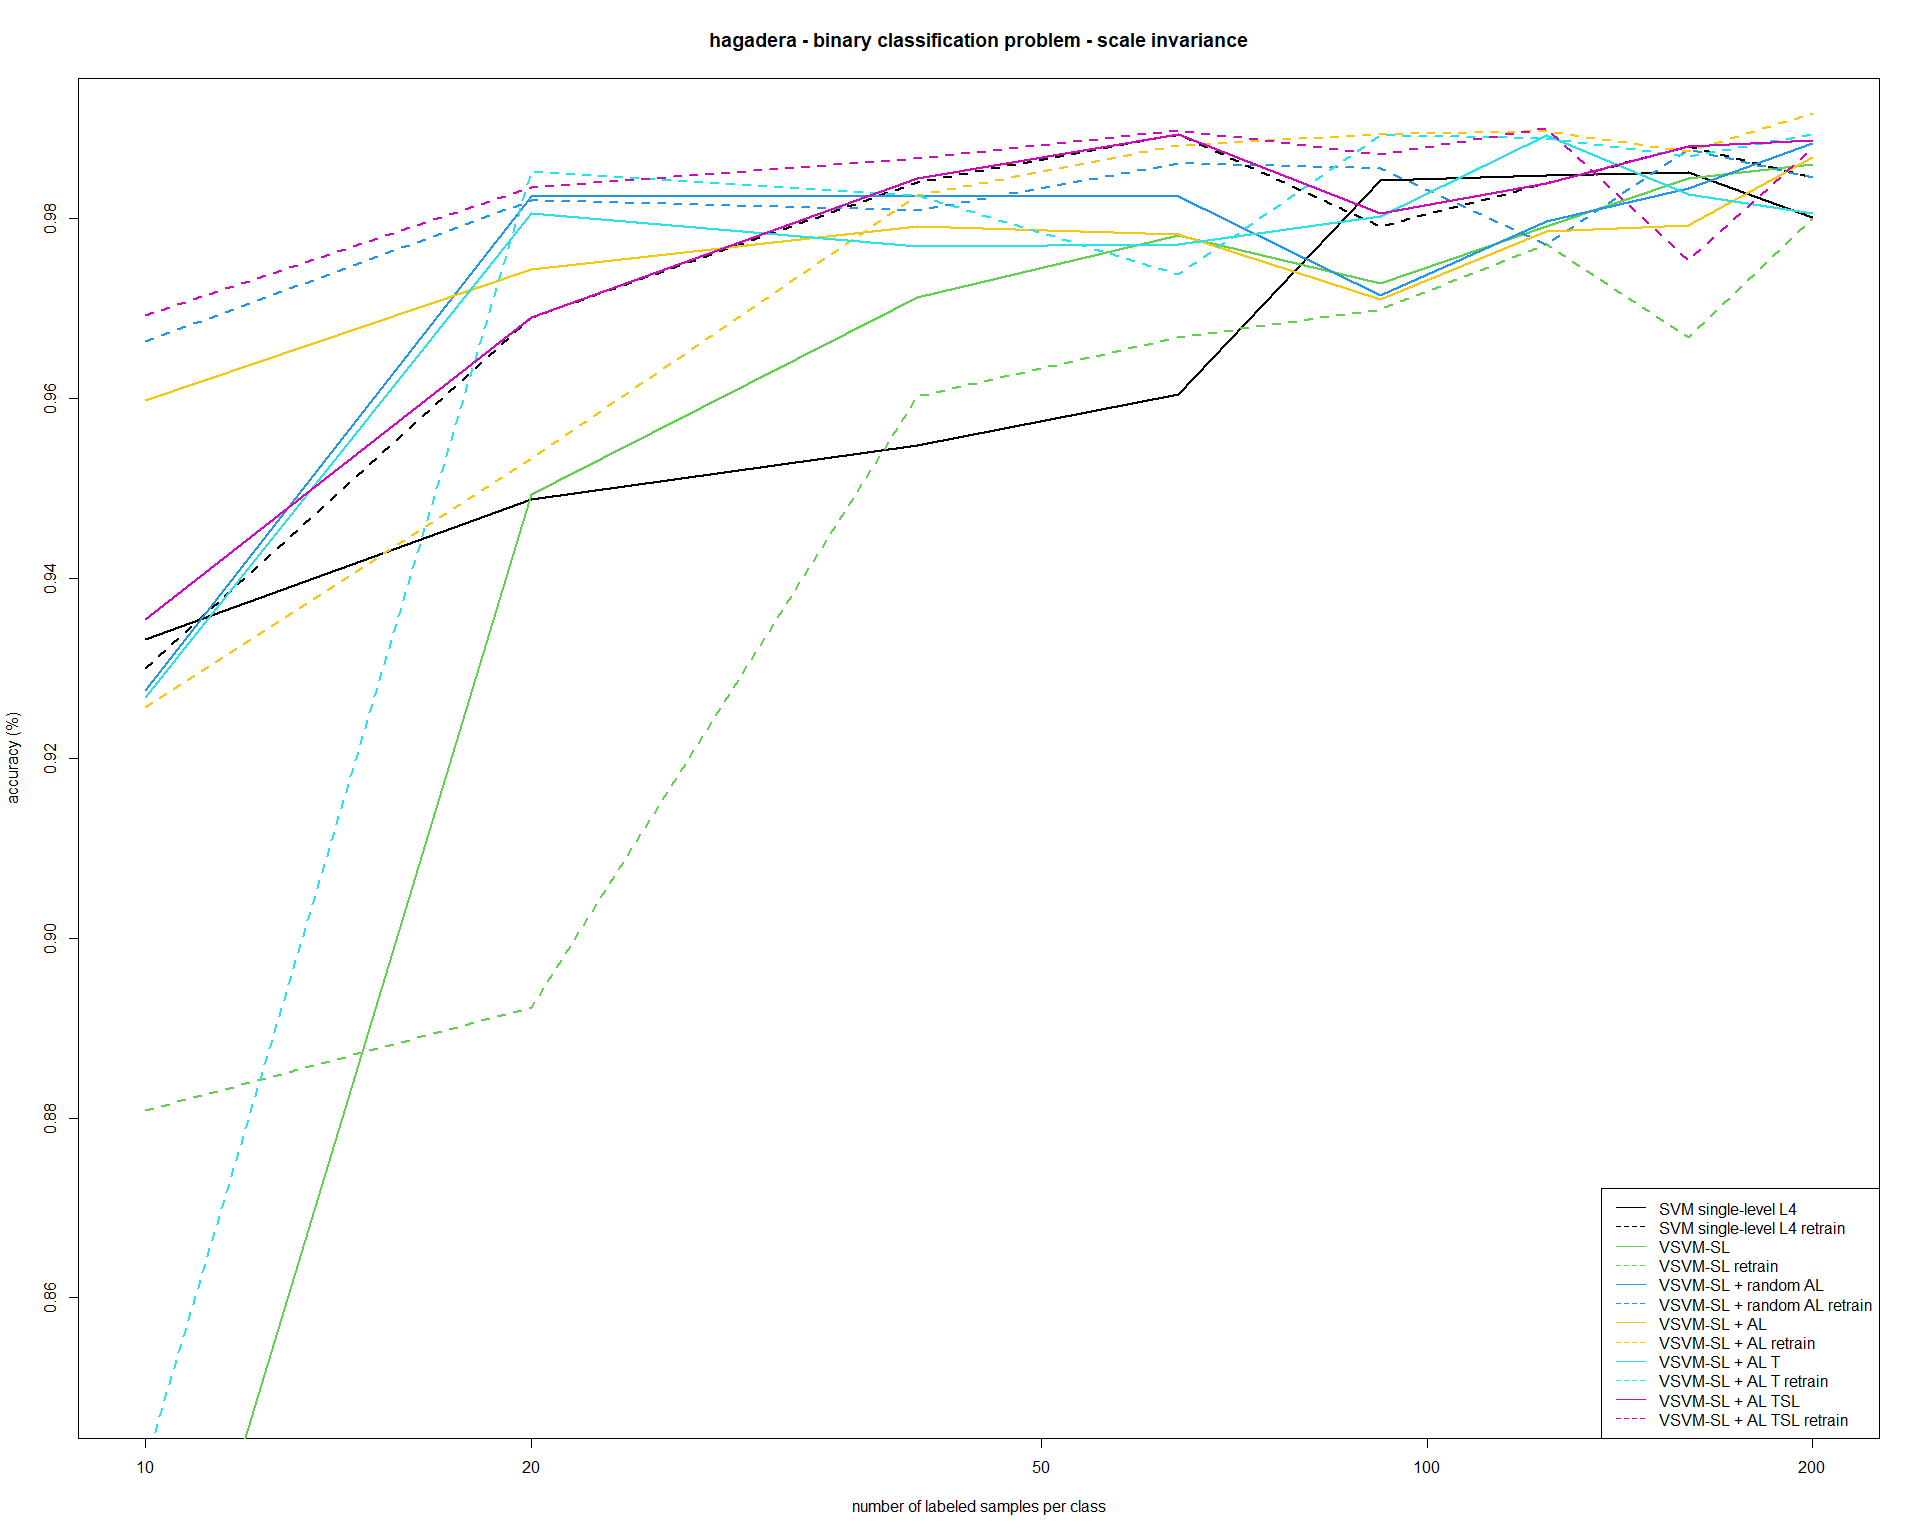 hagadera - binary classification problem - scale invariance
accuracy (%)
0.98
0.96
0.94
0.92
0.90
0.88
0.86
10
20
50
100
200
number of labeled samples per class
SVM single-level L4
SVM single-level L4 retrain
VSVM-SL
VSVM-SL retrain
VSVM-SL + random AL
VSVM-SL + random AL retrain
VSVM-SL + AL
VSVM-SL + AL retrain
VSVM-SL + AL T
VSVM-SL + AL T retrain
VSVM-SL + AL TSL
VSVM-SL + AL TSL retrain